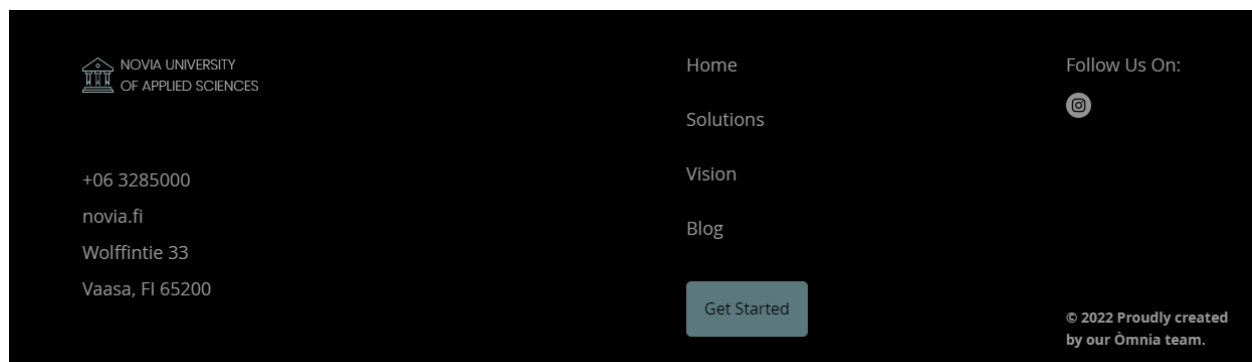 NOVIA UNIVERSITY
OF APPLIED SCIENCES
+06 3285000
novia.fi
Wolffintie 33
Vaasa, FI 65200
Home
Solutions
Vision
Blog
Get Started
Follow Us On:
© 2022 Proudly created
by our Òmnia team.